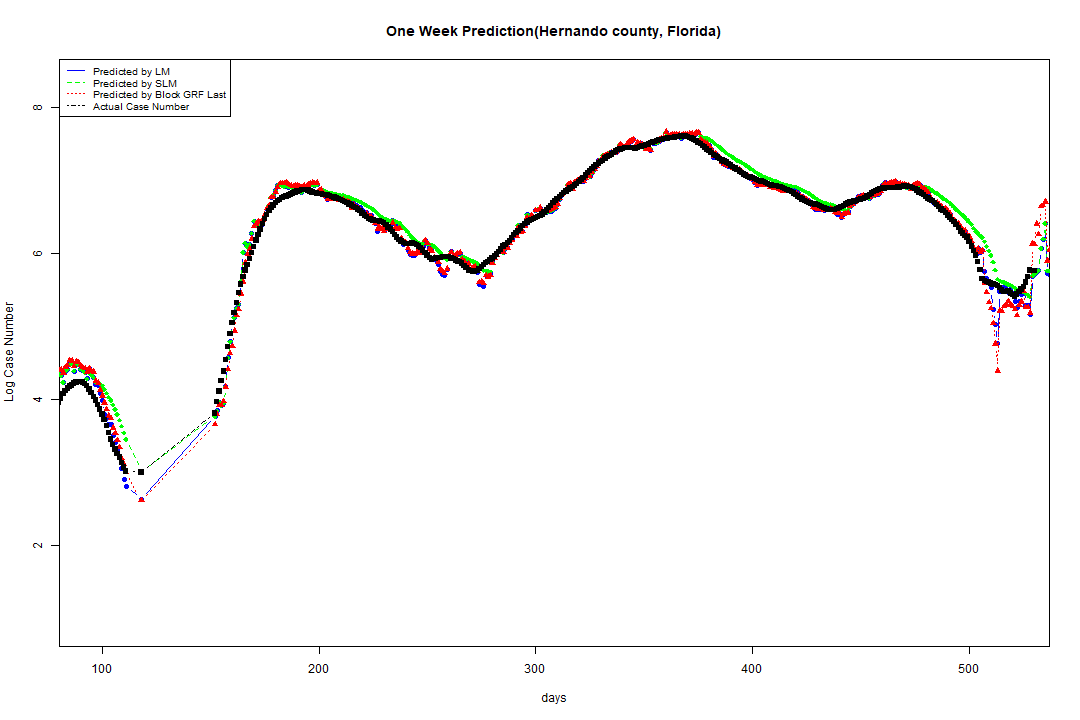 One Week Prediction(Hernando county, Florida)
Predicted by LM
Predicted by SLM
Predicted by Block GRF Last
Actual Case Number
8
6
4
2
Log Case Number
100 200 300 400 500
days